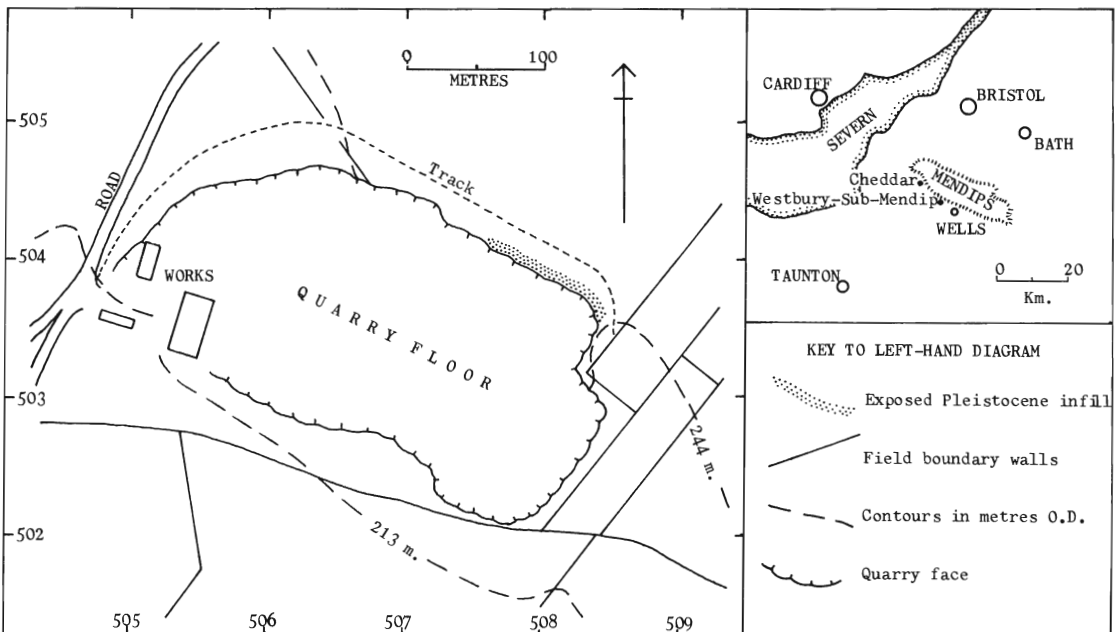 0 100
METRES
505
504
503
502
ROAD
Track
WORKS
QUARRY FLOOR
244 m.
213 m.
505 506 507 508 509
CARDIFF
SEVERN
BRISTOL
BATH
Cheddar
MENDIPS
Westbury-Sub-Mendip
WELLS
TAUNTON
0 20
Km.
KEY TO LEFT-HAND DIAGRAM
Exposed Pleistocene infill
Field boundary walls
Contours in metres O.D.
Quarry face